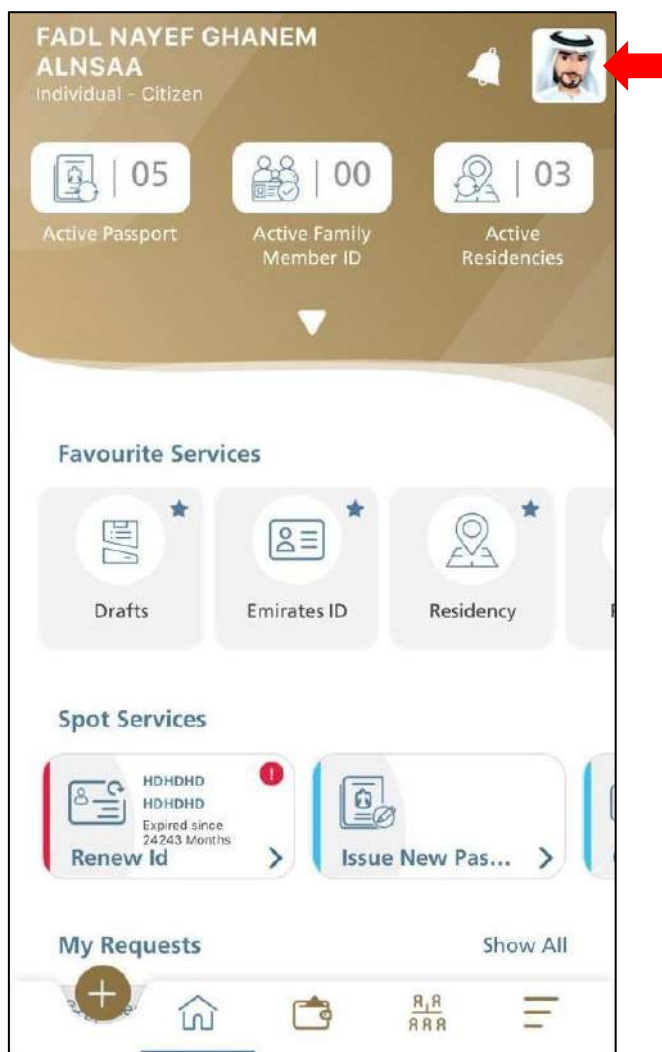 FADL NAYEF GHANEM
ALNSAA
Individual - Citizen
05
00
03
Active Passport
Active Family
Member ID
Active
Residencies
Favourite Services
Drafts
Emirates ID
Residency
Spot Services
HDHDHD
HDHDHD
Expired since
24243 Months
Renew Id
Issue New Pas...
My Requests
Show All